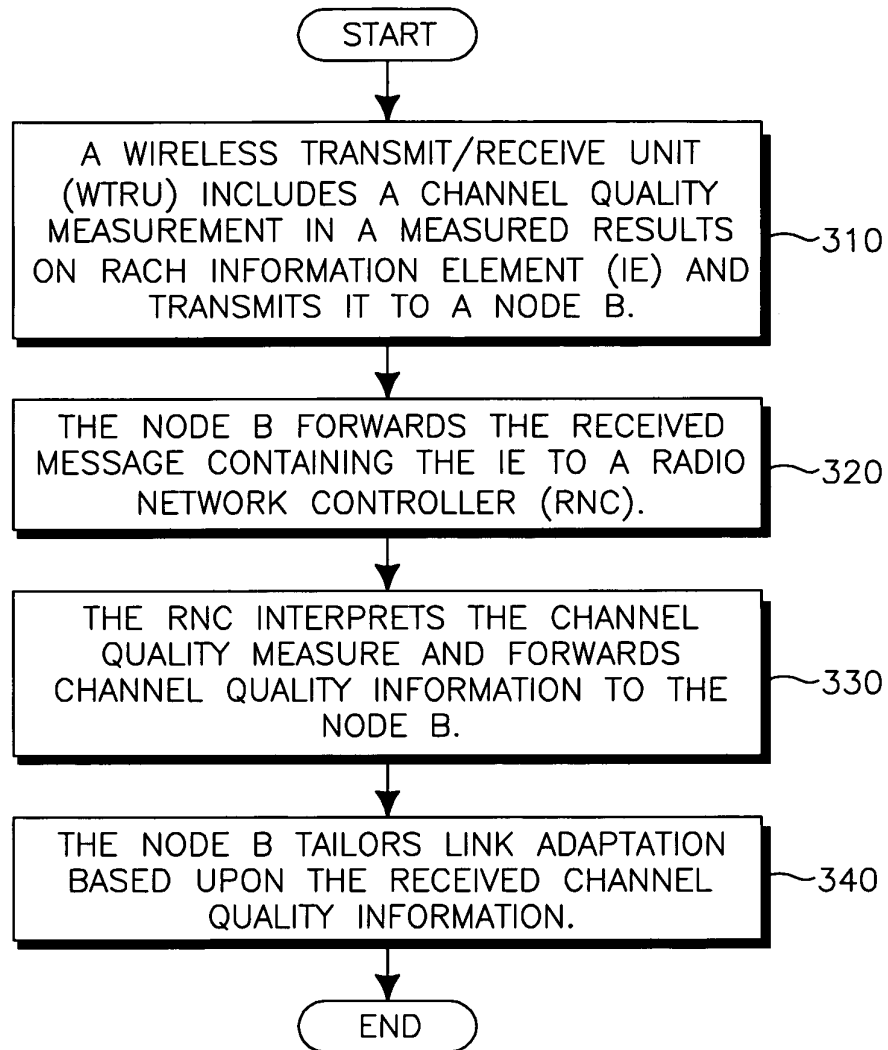 START
A WIRELESS TRANSMIT/RECEIVE UNIT
(WTRU) INCLUDES A CHANNEL QUALITY
MEASUREMENT IN A MEASURED RESULTS
ON RACH INFORMATION ELEMENT (IE) AND
TRANSMITS IT TO A NODE B.
310
THE NODE B FORWARDS THE RECEIVED
MESSAGE CONTAINING THE IE TO A RADIO
NETWORK CONTROLLER (RNC).
320
THE RNC INTERPRETS THE CHANNEL
QUALITY MEASURE AND FORWARDS
CHANNEL QUALITY INFORMATION TO THE
NODE B.
330
THE NODE B TAILORS LINK ADAPTATION
BASED UPON THE RECEIVED CHANNEL
QUALITY INFORMATION.
340
END